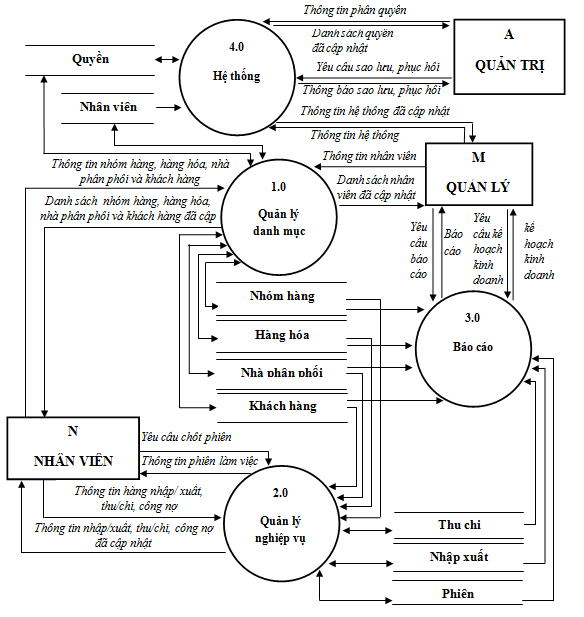 Thông tin phân quyền
A
QUẢN TRỊ
4.0
Hệ thống
Danh sách quyền
đã cập nhật
Quyền
Yêu cầu sao lưu, phục hồi
Thông báo sao lưu, phục hồi
Nhân viên
Thông tin hệ thống đã cập nhật
Thông tin hệ thống
M
QUẢN LÝ
Thông tin nhóm hàng, hàng hóa, nhà
phân phối và khách hàng
Thông tin nhân viên
1.0
Quản lý
danh mục
Danh sách nhân
viên đã cập nhật
Danh sách nhóm hàng, hàng hóa,
nhà phân phối và khách hàng đã cập
Yêu
cầu
báo
cáo
Báo
cáo
Yêu
cầu kế
hoạch
kinh
doanh
kế
hoạch
kinh
doanh
Nhóm hàng
Hàng hóa
Nhà phân phối
Khách hàng
3.0
Báo cáo
N
NHÂN VIÊN
Yêu cầu chốt phiên
Thông tin phiên làm việc
2.0
Quản lý
nghiệp vụ
Thông tin hàng nhập/ xuất,
thu/chi, công nợ
Thông tin nhập/xuất, thu/chi, công nợ
đã cập nhật
Thu chi
Nhập xuất
Phiên